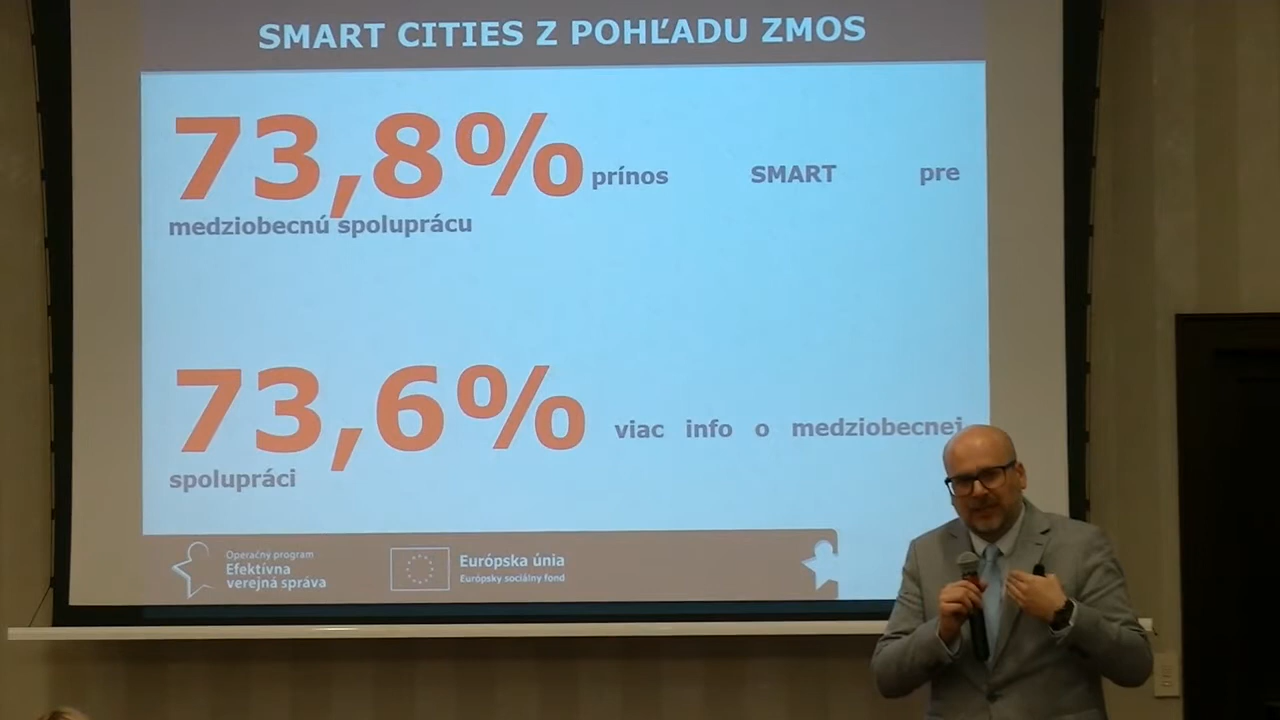 SMART CITIES Z POHĽADU ZMOS
73,8% prínos SMART pre
medziobecnú spoluprácu
73,6% viac info o medziobecnej
spolupráci
Operačný program
Efektívna
verejná správa
Európska únia
Európsky sociálny fond